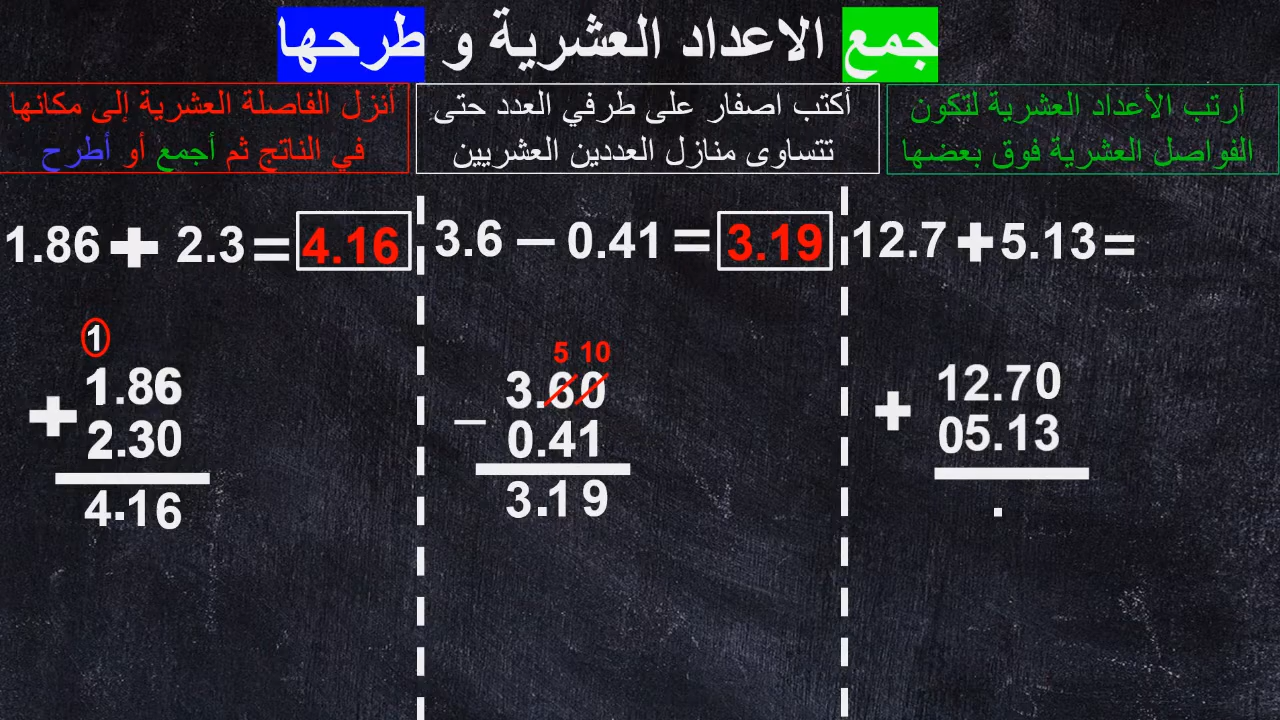 جمع الاعداد العشرية و طرحها
أرتب الأعداد العشرية لتكون
الفواصل العشرية فوق بعضها
أكتب اصفار على طرفي العدد حتى
تتساوى منازل العددين العشريين
أنزل الفاصلة العشرية إلى مكانها
في الناتج ثم أجمع أو أطرح
1.86 + 2.3 = 4.16
1
1.86
+
2.30
4.16
3.6 – 0.41 = 3.19
5 10
3.60
–
0.41
3.19
12.7 + 5.13 =
12.70
+
05.13
.